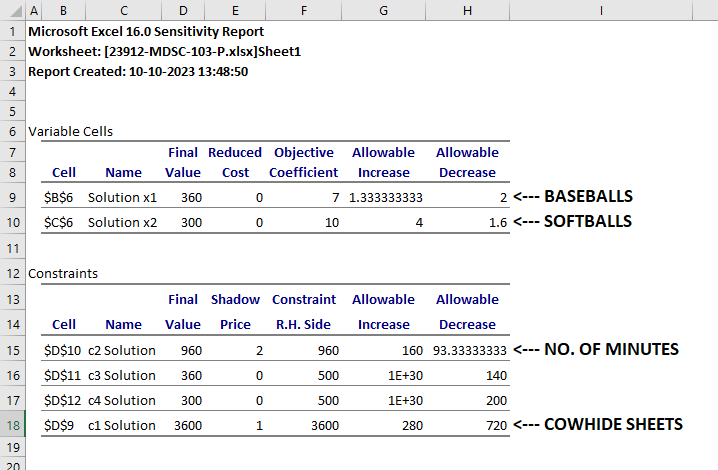 A B C D E F G H I
1 Microsoft Excel 16.0 Sensitivity Report
2 Worksheet: [23912-MDSC-103-P.xlsx]Sheet1
3 Report Created: 10-10-2023 13:48:50
4
5
6 Variable Cells
7 Final Reduced Objective Allowable Allowable
8 Cell Name Value Cost Coefficient Increase Decrease
9 $B$6 Solution x1 360 0 7 1.333333333 2 <--- BASEBALLS
10 $C$6 Solution x2 300 0 10 4 1.6 <--- SOFTBALLS
11
12 Constraints
13 Final Shadow Constraint Allowable Allowable
14 Cell Name Value Price R.H. Side Increase Decrease
15 $D$10 c2 Solution 960 2 960 160 93.33333333 <--- NO. OF MINUTES
16 $D$11 c3 Solution 360 0 500 1E+30 140
17 $D$12 c4 Solution 300 0 500 1E+30 200
18 $D$9 c1 Solution 3600 1 3600 280 720 <--- COWHIDE SHEETS
19
20